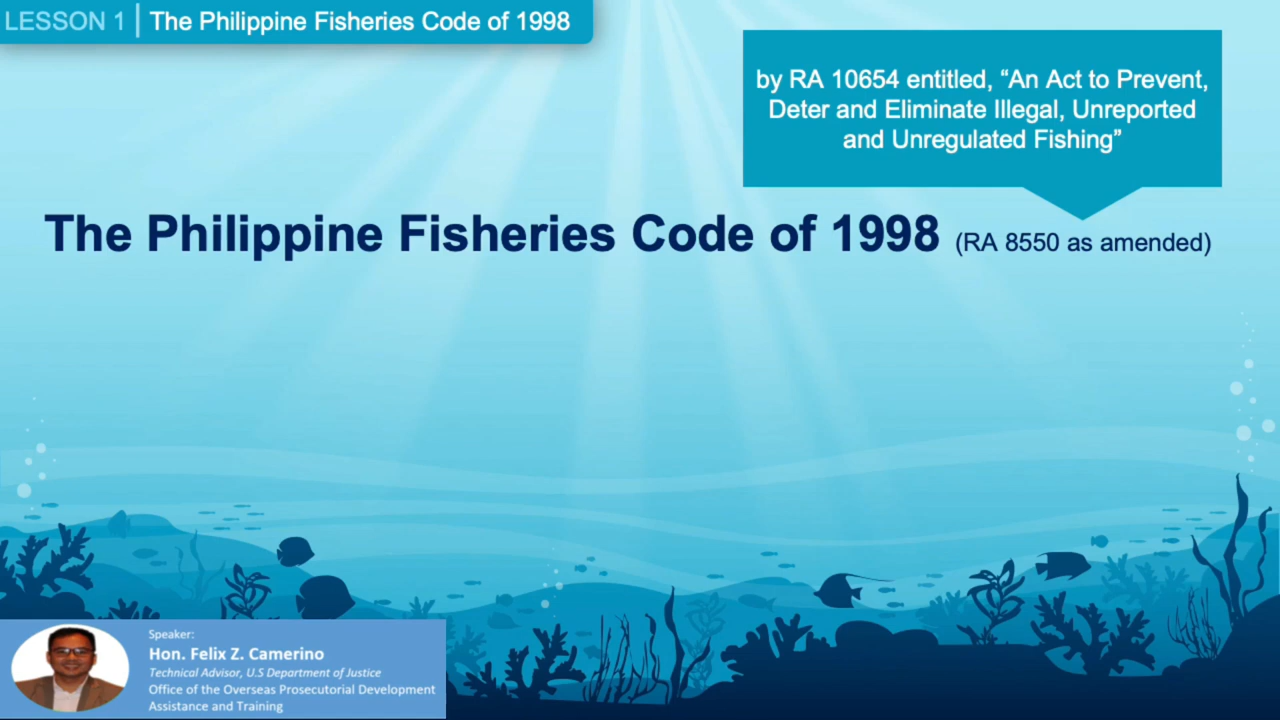 LESSON 1 | The Philippine Fisheries Code of 1998
by RA 10654 entitled, “An Act to Prevent,
Deter and Eliminate Illegal, Unreported
and Unregulated Fishing”
The Philippine Fisheries Code of 1998 (RA 8550 as amended)
Speaker:
Hon. Felix Z. Camerino
Technical Advisor, U.S Department of Justice
Office of the Overseas Prosecutorial Development
Assistance and Training